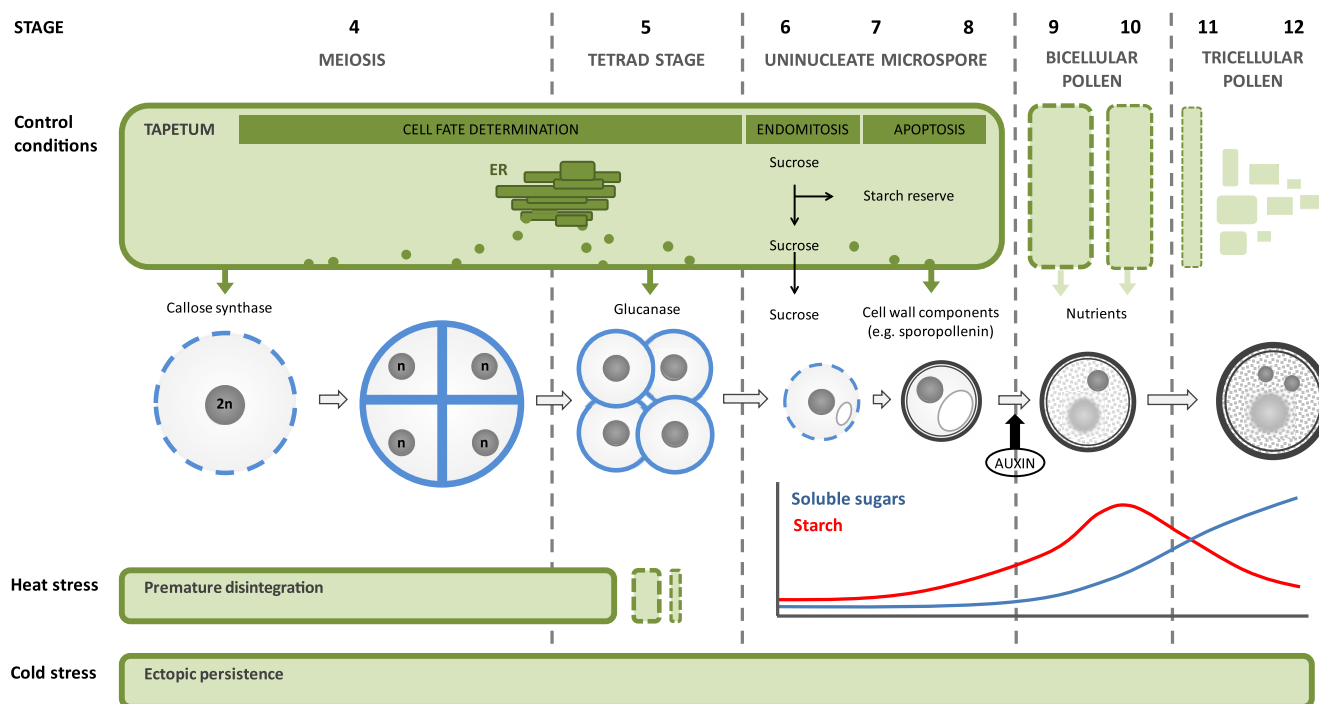 STAGE
4
5
6
7
8
9
10
11
12
MEIOSIS
TETRAD STAGE
UNINUCLEATE MICROSPORE
BICELLULAR
POLLEN
TRICELLULAR
POLLEN
Control
conditions
TAPETUM
CELL FATE DETERMINATION
ENDOMITOSIS
APOPTOSIS
ER
Sucrose
Starch reserve
Sucrose
Callose synthase
Glucanase
Sucrose
Cell wall components
(e.g. sporopollenin)
Nutrients
2n
n
n
n
n
AUXIN
Soluble sugars
Starch
Heat stress
Premature disintegration
Cold stress
Ectopic persistence